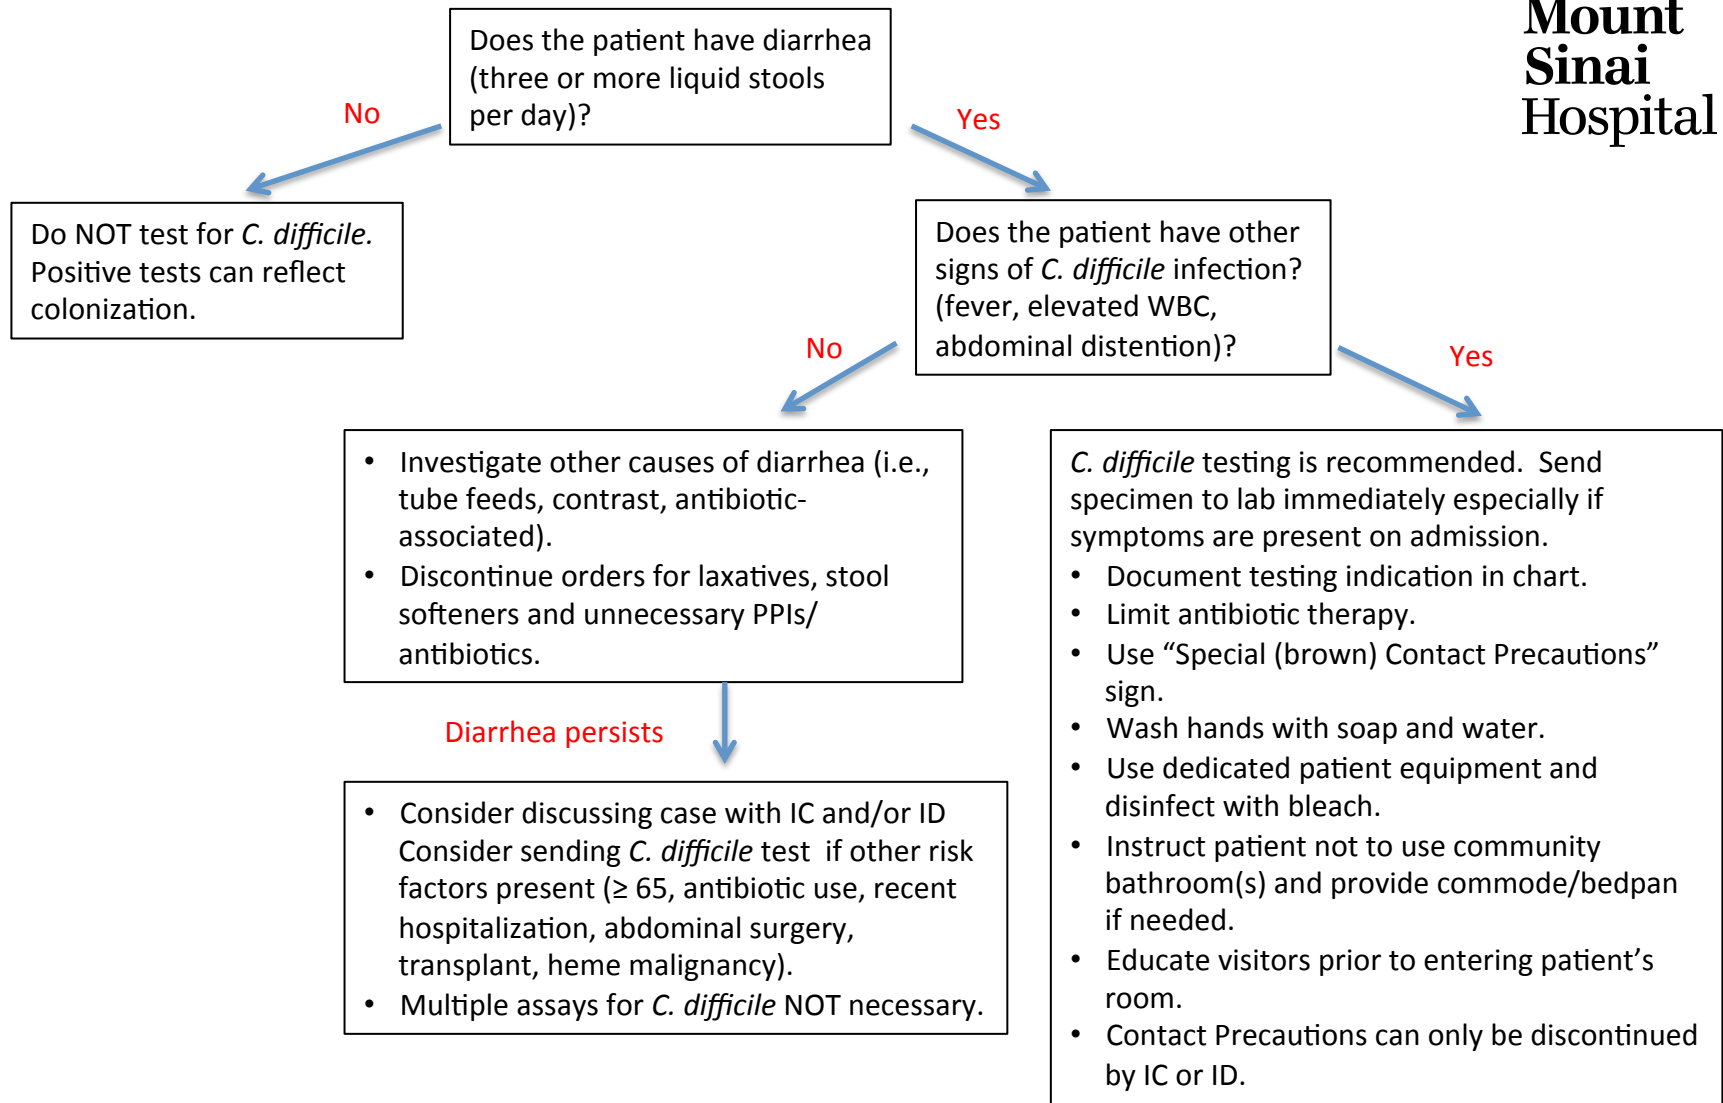 Mount
Sinai
Hospital
Does the patient have diarrhea
(three or more liquid stools
per day)?
No
Yes
Do NOT test for C. difficile.
Positive tests can reflect
colonization.
Does the patient have other
signs of C. difficile infection?
(fever, elevated WBC,
abdominal distention)?
No
Yes
• Investigate other causes of diarrhea (i.e.,
tube feeds, contrast, antibiotic-
associated).
• Discontinue orders for laxatives, stool
softeners and unnecessary PPIs/
antibiotics.
Diarrhea persists
• Consider discussing case with IC and/or ID
Consider sending C. difficile test if other risk
factors present (≥ 65, antibiotic use, recent
hospitalization, abdominal surgery,
transplant, heme malignancy).
• Multiple assays for C. difficile NOT necessary.
C. difficile testing is recommended. Send
specimen to lab immediately especially if
symptoms are present on admission.
• Document testing indication in chart.
• Limit antibiotic therapy.
• Use “Special (brown) Contact Precautions”
sign.
• Wash hands with soap and water.
• Use dedicated patient equipment and
disinfect with bleach.
• Instruct patient not to use community
bathroom(s) and provide commode/bedpan
if needed.
• Educate visitors prior to entering patient’s
room.
• Contact Precautions can only be discontinued
by IC or ID.